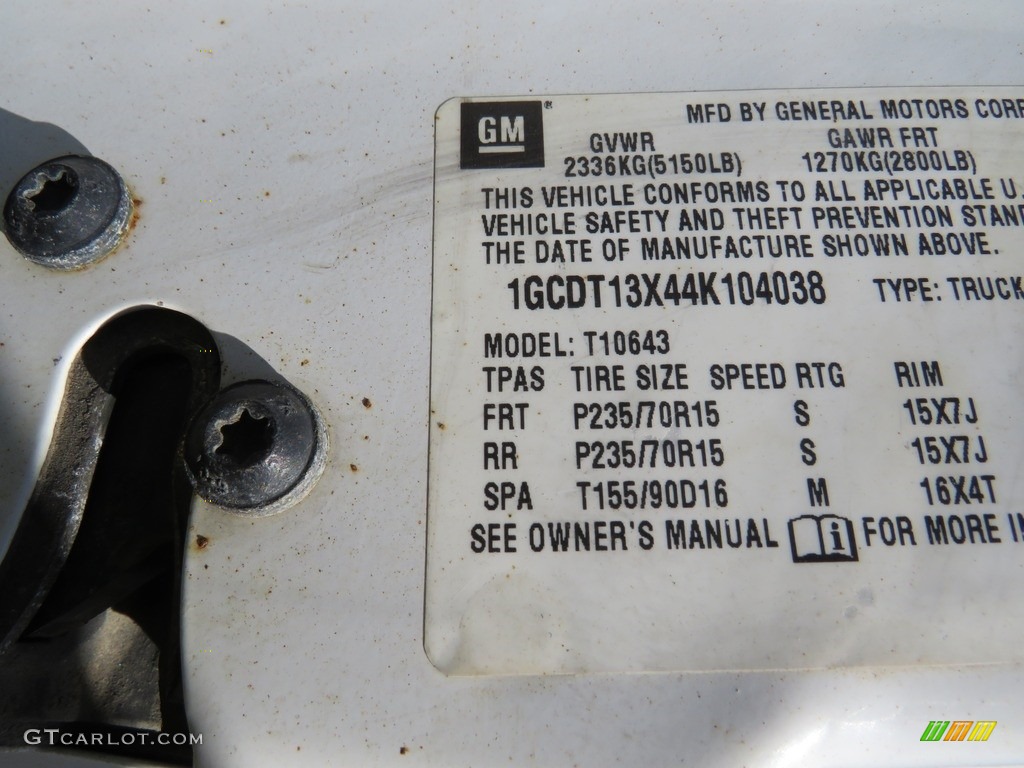 GM® MFD BY GENERAL MOTORS CORP
GVWR GAWR FRT
2336KG(5150LB) 1270KG(2800LB)
THIS VEHICLE CONFORMS TO ALL APPLICABLE U.
VEHICLE SAFETY AND THEFT PREVENTION STAND
THE DATE OF MANUFACTURE SHOWN ABOVE.
1GCDT13X44K104038 TYPE: TRUCK
MODEL: T10643
TPAS TIRE SIZE SPEED RTG RIM
FRT P235/70R15 S 15X7J
RR P235/70R15 S 15X7J
SPA T155/90D16 M 16X4T
SEE OWNER'S MANUAL i FOR MORE IN
GTCARLOT.COM